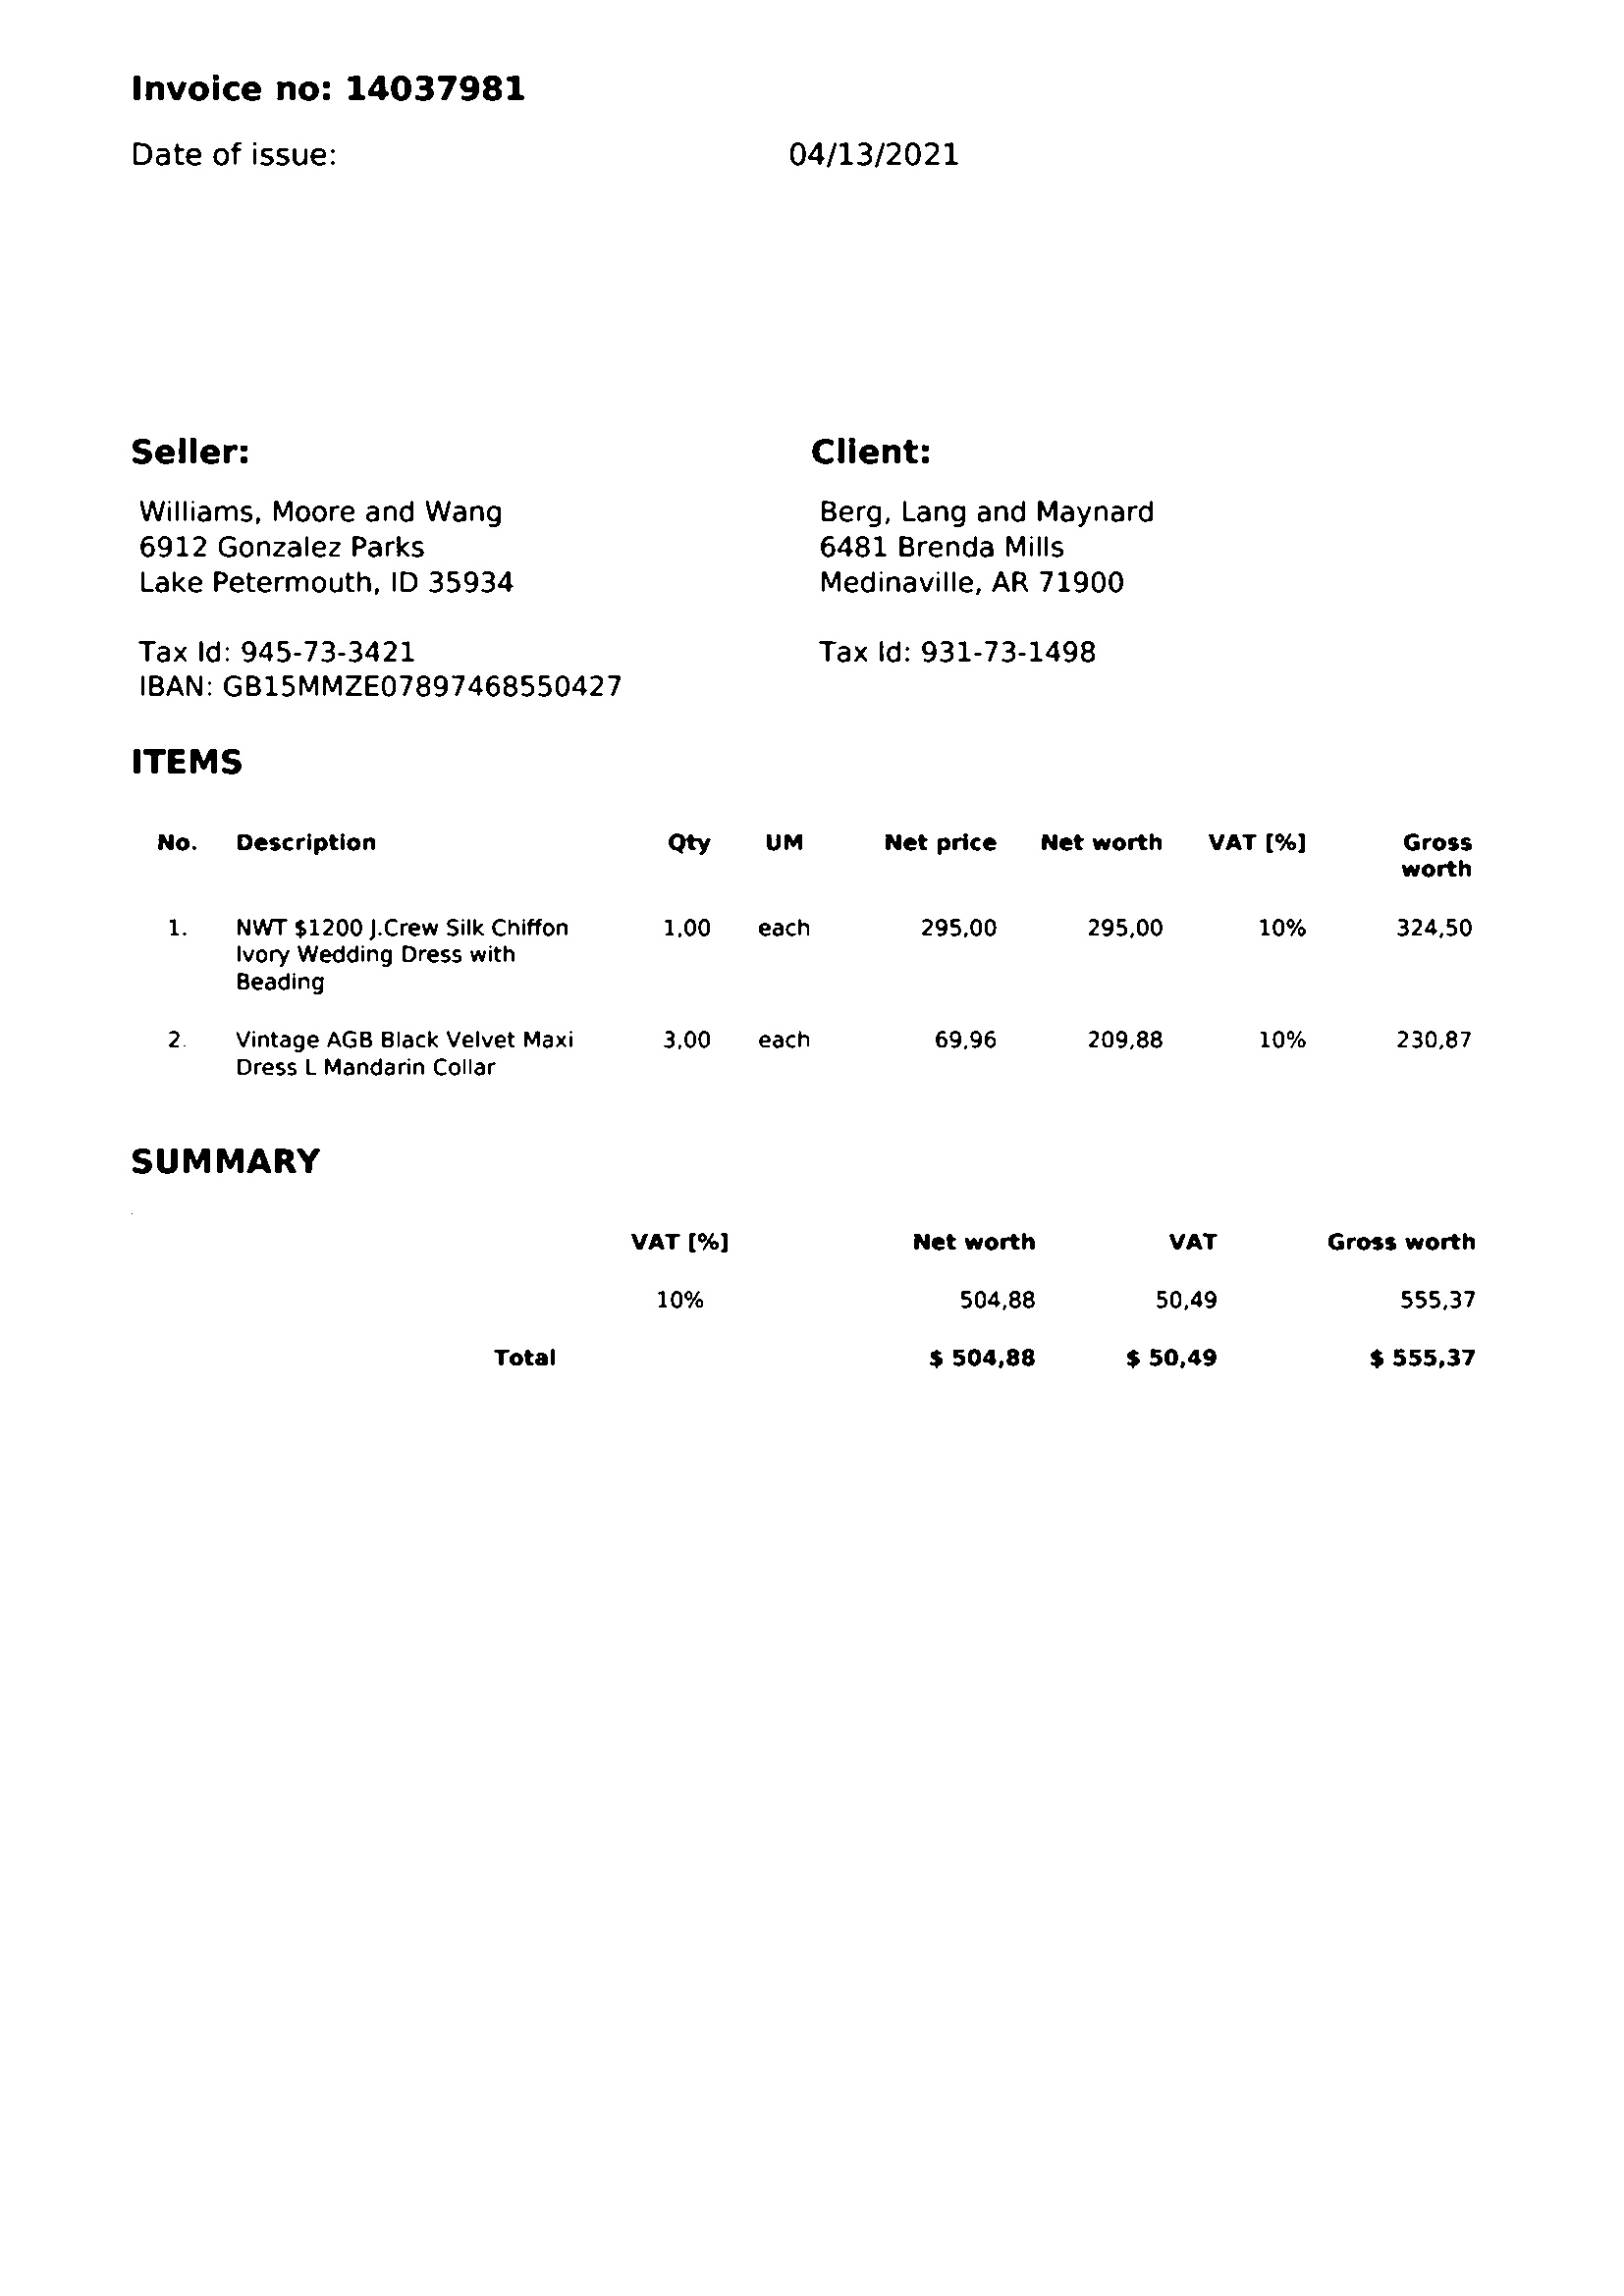 Invoice no: 14037981
Date of issue: 04/13/2021
Seller: Client:
Williams, Moore and Wang Berg, Lang and Maynard
6912 Gonzalez Parks 6481 Brenda Mills
Lake Petermouth, ID 35934 Medinaville, AR 71900
Tax Id: 945-73-3421 Tax Id: 931-73-1498
IBAN: GB15MMZE07897468550427
ITEMS
No. Description Qty UM Net price Net worth VAT [%] Gross
worth
1. NWT $1200 J.Crew Silk Chiffon 1,00 each 295,00 295,00 10% 324,50
Ivory Wedding Dress with
Beading
2. Vintage AGB Black Velvet Maxi 3,00 each 69,96 209,88 10% 230,87
Dress L Mandarin Collar
SUMMARY
VAT [%] Net worth VAT Gross worth
10% 504,88 50,49 555,37
Total $ 504,88 $ 50,49 $ 555,37